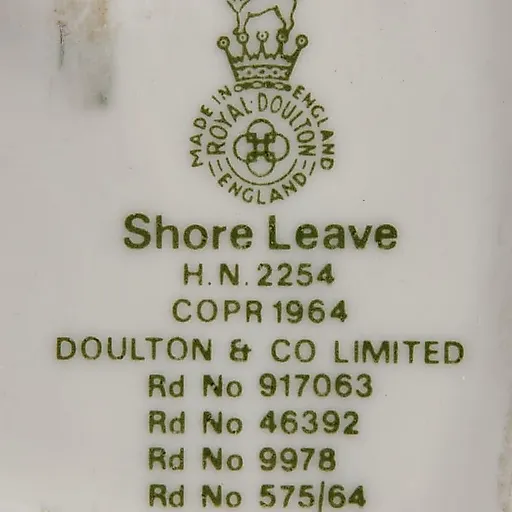 MADE IN ENGLAND
ROYAL·DOULTON
ENGLAND
Shore Leave
H.N.2254
COPR 1964
DOULTON & CO LIMITED
Rd No 917063
Rd No 46392
Rd No 9978
Rd No 575/64